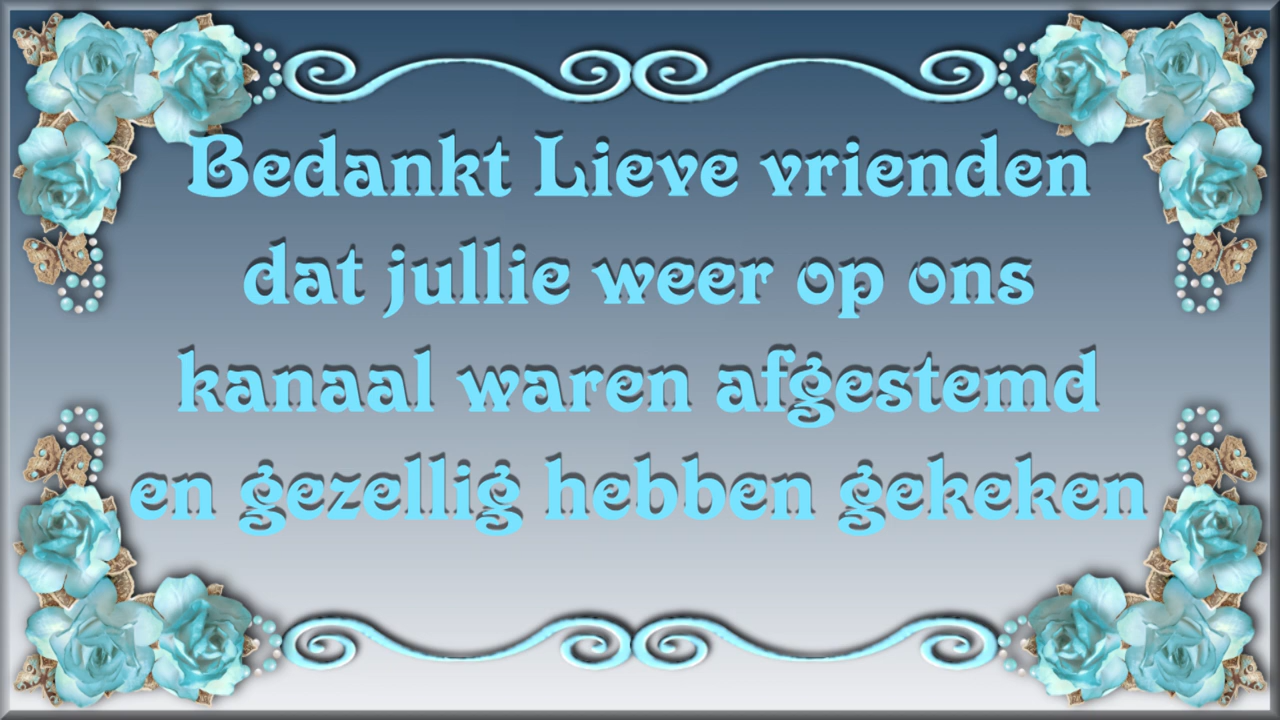 Bedankt Lieve vrienden
dat jullie weer op ons
kanaal waren afgestemd
en gezellig hebben gekeken